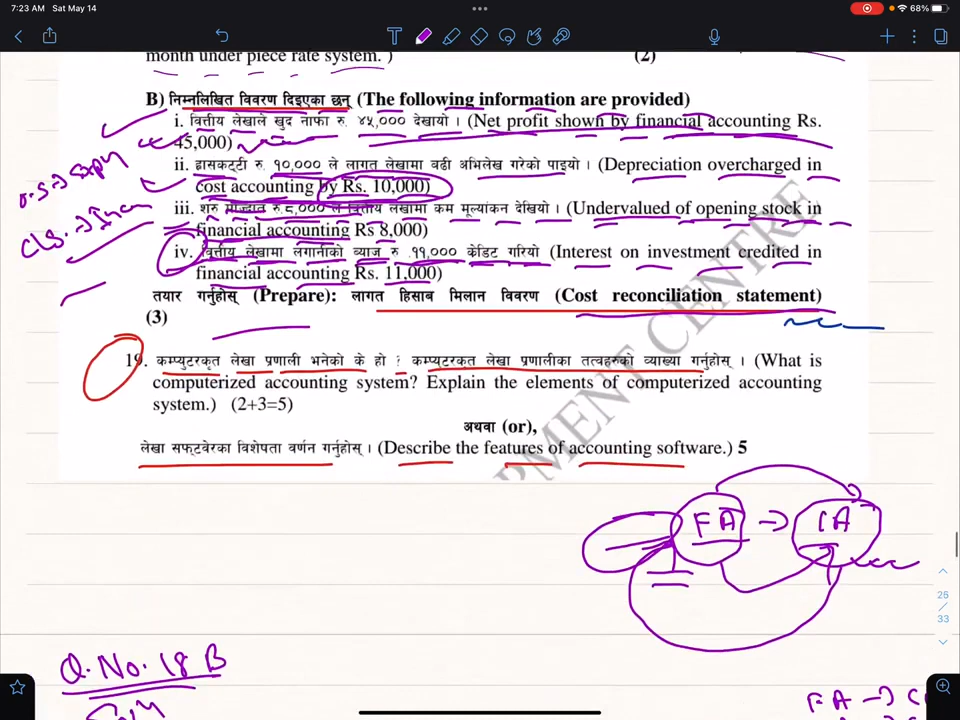 7:23 AM Sat May 14
68%
month under piece rate system. ) (2)
B) निम्नलिखित विवरण दिइएका छन् (The following information are provided)
i. वित्तीय लेखाले खुद नाफा रु. ४५,००० देखायो । (Net profit shown by financial accounting Rs.
45,000)
ii. ह्रासकट्टी रु १०,००० ले लागत लेखामा वढी अभिलेख गरेको पाइयो । (Depreciation overcharged in
cost accounting by Rs. 10,000)
iii. शुरु मौज्दात रु ८,००० ले वित्तीय लेखामा कम मूल्यांकन देखियो । (Undervalued of opening stock in
financial accounting Rs 8,000)
iv. वित्तीय लेखामा लगानीको व्याज रु ११,००० क्रेडिट गरियो । (Interest on investment credited in
financial accounting Rs. 11,000)
तयार गर्नुहोस् (Prepare): लागत हिसाब मिलान विवरण (Cost reconciliation statement)
(3)
19. कम्प्युटरकृत लेखा प्रणाली भनेको के हो ? कम्प्युटरकृत लेखा प्रणालीका तत्वहरुको व्याख्या गर्नुहोस् । (What is
computerized accounting system? Explain the elements of computerized accounting
system.) (2+3=5)
अथवा (or),
लेखा सफ्टवेरका विशेषता वर्णन गर्नुहोस् । (Describe the features of accounting software.) 5
PMENT CENTRE
FA → CA
26
/
33
Q. No. 18 B
FA →